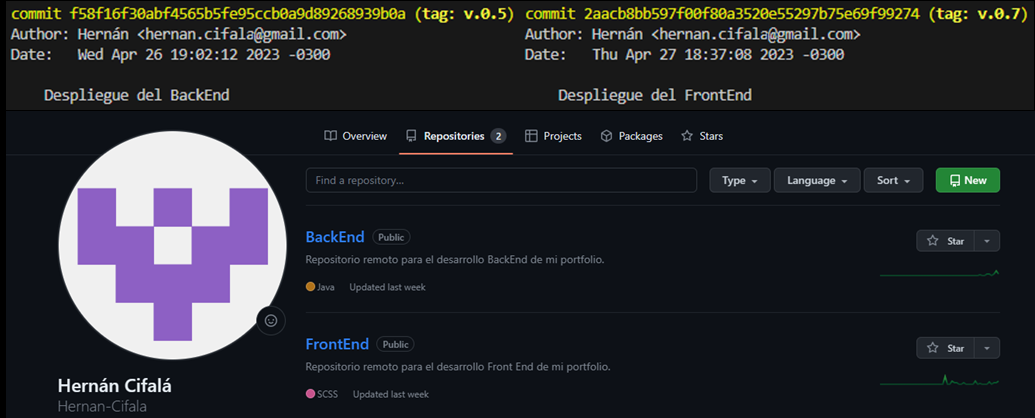 commit f58f16f30abf4565b5fe95ccb0a9d89268939b0a (tag: v.0.5)
Author: Hernán <hernan.cifala@gmail.com>
Date: Wed Apr 26 19:02:12 2023 -0300
Despliegue del BackEnd
commit 2aacb8bb597f00f80a3520e55297b75e69f99274 (tag: v.0.7)
Author: Hernán <hernan.cifala@gmail.com>
Date: Thu Apr 27 18:37:08 2023 -0300
Despliegue del FrontEnd
Overview Repositories 2 Projects Packages Stars
Find a repository... Type Language Sort New
BackEnd Public Star
Repositorio remoto para el desarrollo BackEnd de mi portfolio.
Java Updated last week
FrontEnd Public Star
Repositorio remoto para el desarrollo Front End de mi portfolio.
SCSS Updated last week
Hernán Cifalá
Hernan-Cifala